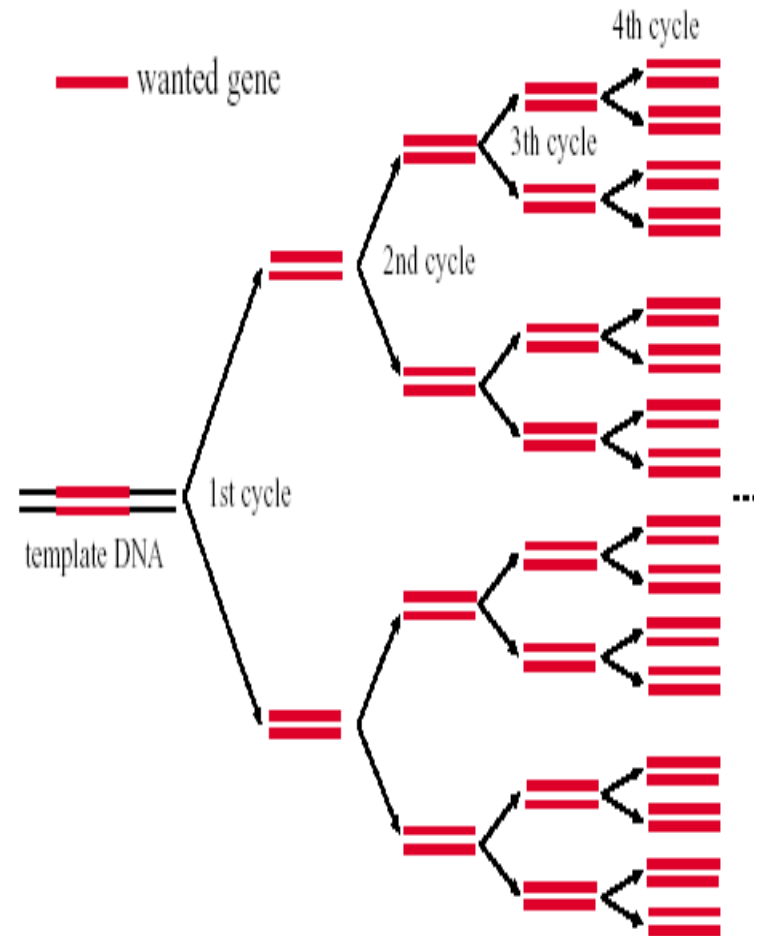 4th cycle
wanted gene
3th cycle
2nd cycle
1st cycle
template DNA
...